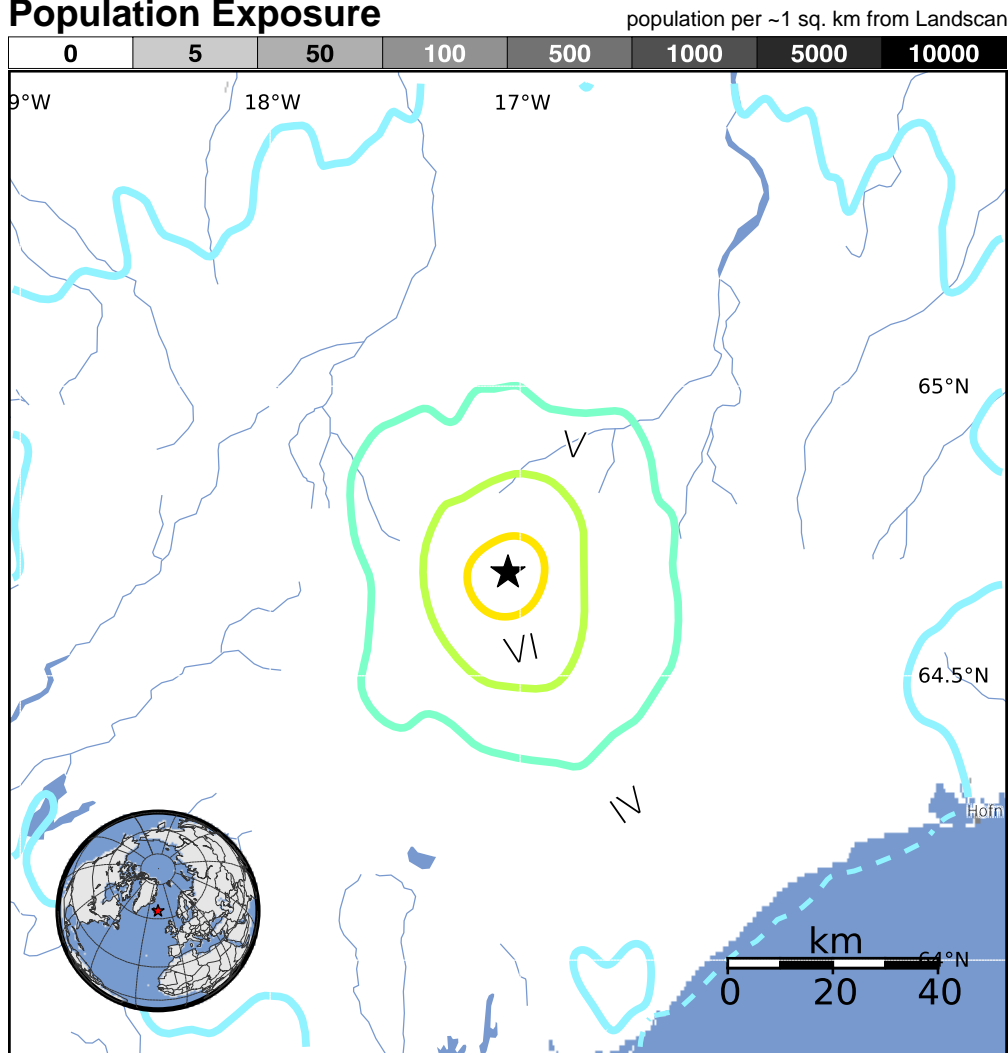 Population Exposure
population per ~1 sq. km from Landscan
0 5 50 100 500 1000 5000 10000
9°W 18°W 17°W
65°N
V
VI
64.5°N
IV
Hofn
km
64°N
0 20 40